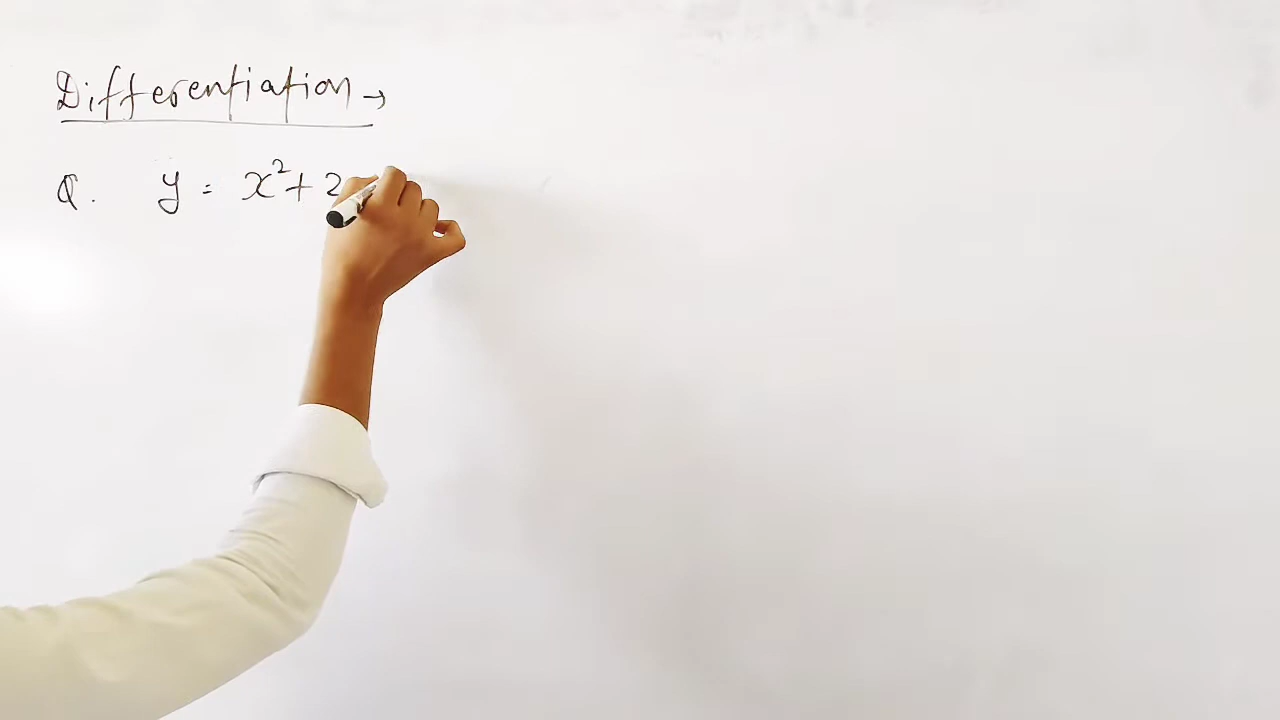 Differentiation →
Q. y = x² + 2